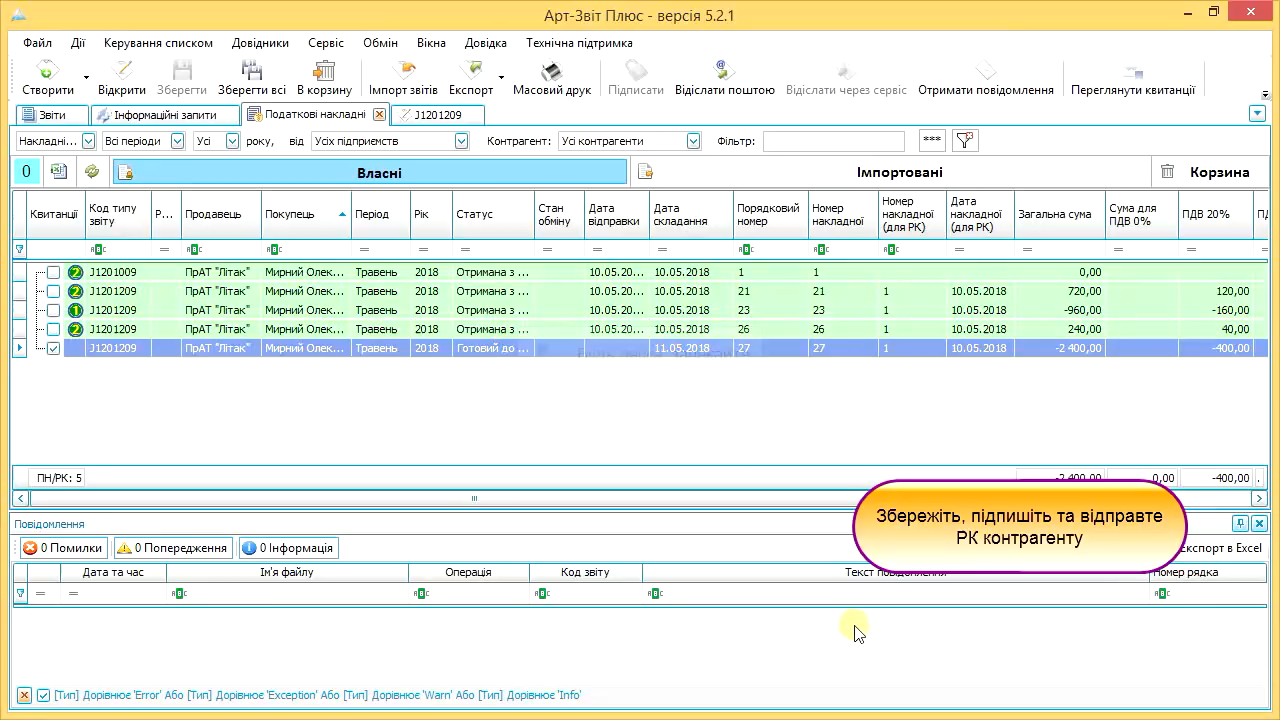 Арт-Звіт Плюс - версія 5.2.1
Файл Дії Керування списком Довідники Сервіс Обмін Вікна Довідка Технічна підтримка
Створити Відкрити Зберегти Зберегти всі В корзину Імпорт звітів Експорт Масовий друк Підписати Відіслати поштою Відіслати через сервіс Отримати повідомлення Переглянути квитанції
Звіти Інформаційні запити Податкові накладні J1201209
Накладні... Всі періоди Усі року, від Усіх підприємств Контрагент: Усі контрагенти Фільтр: ***
0 Власні Імпортовані Корзина
Квитанції Код типу звіту Р... Продавець Покупець Період Рік Статус Стан обміну Дата відправки Дата складання Порядковий номер Номер накладної Номер накладної (для РК) Дата накладної (для РК) Загальна сума Сума для ПДВ 0% ПДВ 20%
2 J1201009 ПрАТ "Літак" Мирний Олек... Травень 2018 Отримана з ... 10.05.20... 10.05.2018 1 1 0,00
2 J1201209 ПрАТ "Літак" Мирний Олек... Травень 2018 Отримана з ... 10.05.20... 10.05.2018 21 21 1 10.05.2018 720,00 120,00
1 J1201209 ПрАТ "Літак" Мирний Олек... Травень 2018 Отримана з ... 10.05.20... 10.05.2018 23 23 1 10.05.2018 -960,00 -160,00
2 J1201209 ПрАТ "Літак" Мирний Олек... Травень 2018 Отримана з ... 10.05.20... 10.05.2018 26 26 1 10.05.2018 240,00 40,00
J1201209 ПрАТ "Літак" Мирний Олек... Травень 2018 Готовий до ... 11.05.2018 27 27 1 10.05.2018 -2 400,00 -400,00
ПН/РК: 5 -2 400,00 0,00 -400,00
Збережіть, підпишіть та відправте
РК контрагенту
Повідомлення
0 Помилки 0 Попередження 0 Інформація Експорт в Excel
Дата та час Ім'я файлу Операція Код звіту Текст повідомлення Номер рядка
[Тип] Дорівнює 'Error' Або [Тип] Дорівнює 'Exception' Або [Тип] Дорівнює 'Warn' Або [Тип] Дорівнює 'Info'